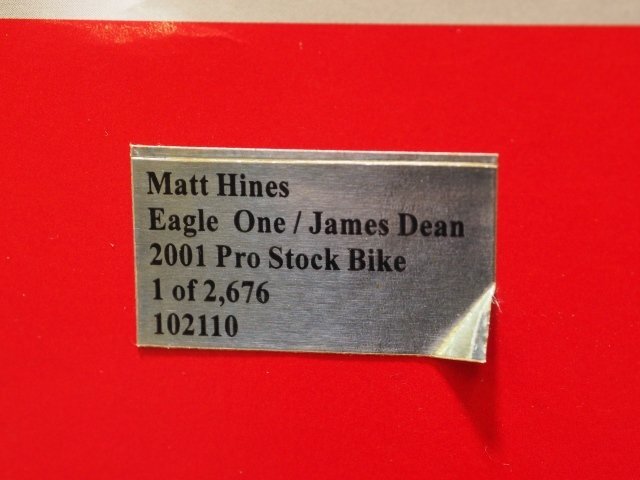 Matt Hines
Eagle One / James Dean
2001 Pro Stock Bike
1 of 2,676
102110